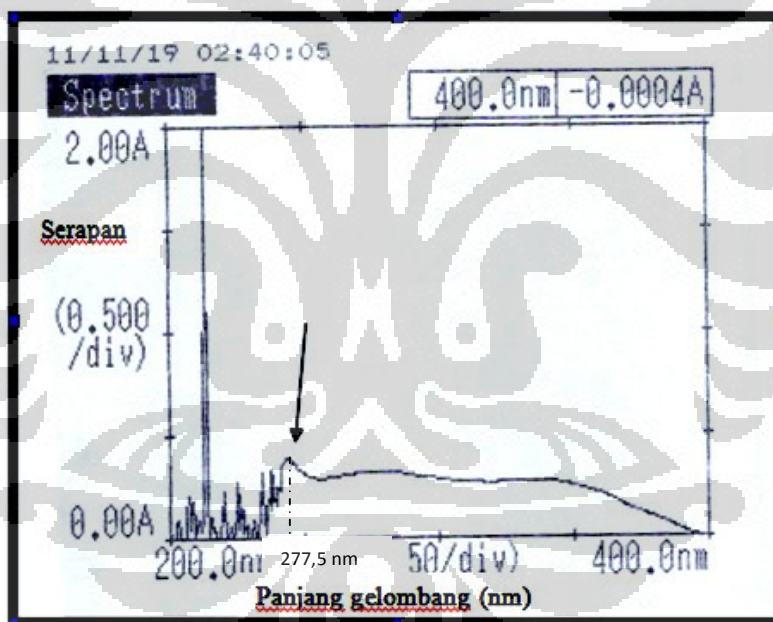 11/11/19 02:40:05
Spectrum 400.0nm -0.0004A
2.00A
Serapan
(0.500
/div)
0.00A
200.0n 277,5 nm 50/div) 400.0nm
Panjang gelombang (nm)